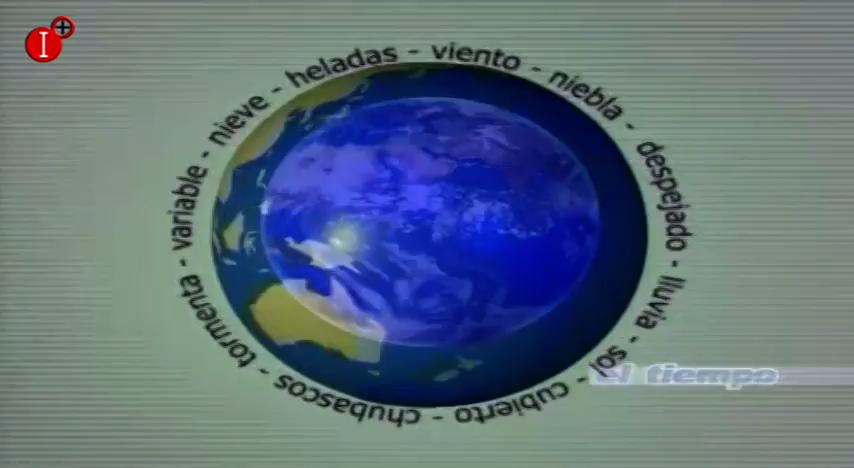 I+
heladas - viento - niebla - despejado - lluvia - sol - cubierto - chubascos - tormenta - variable - nieve -
el tiempo